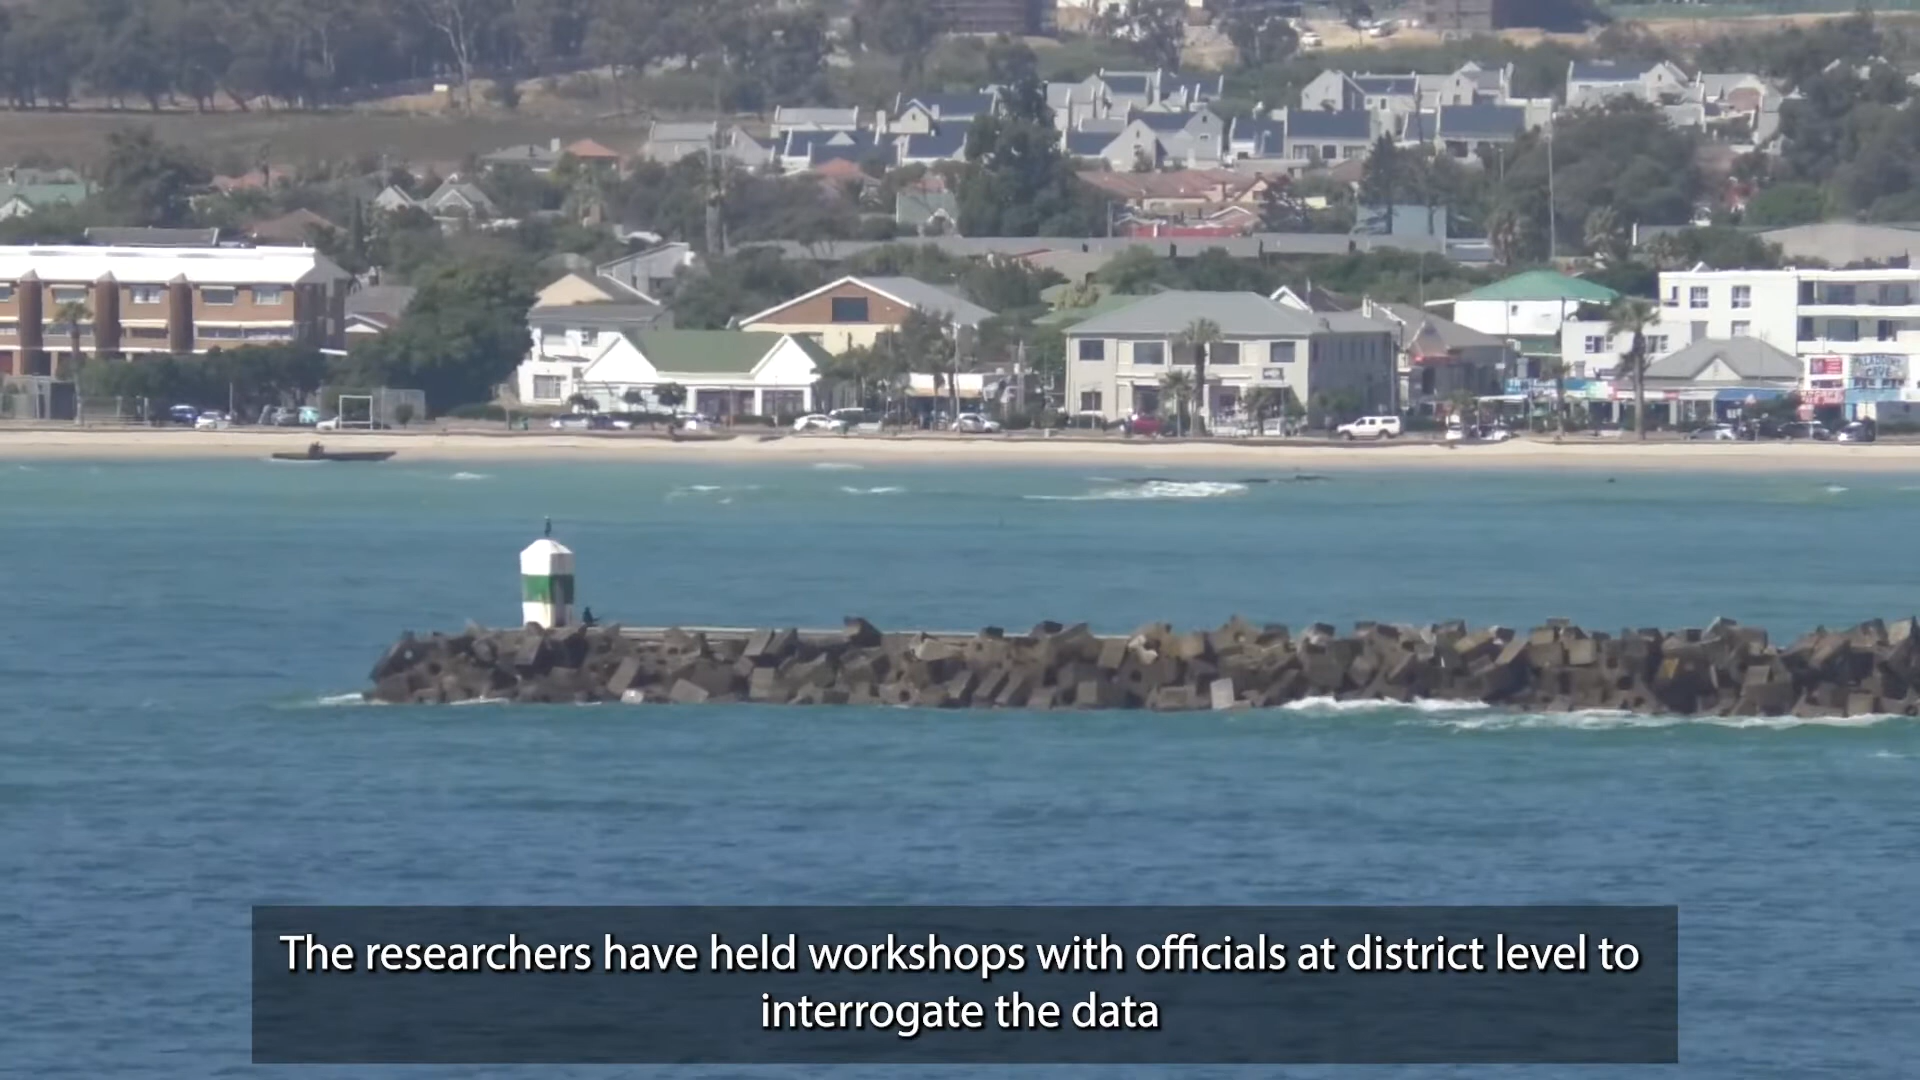 The researchers have held workshops with officials at district level to
interrogate the data